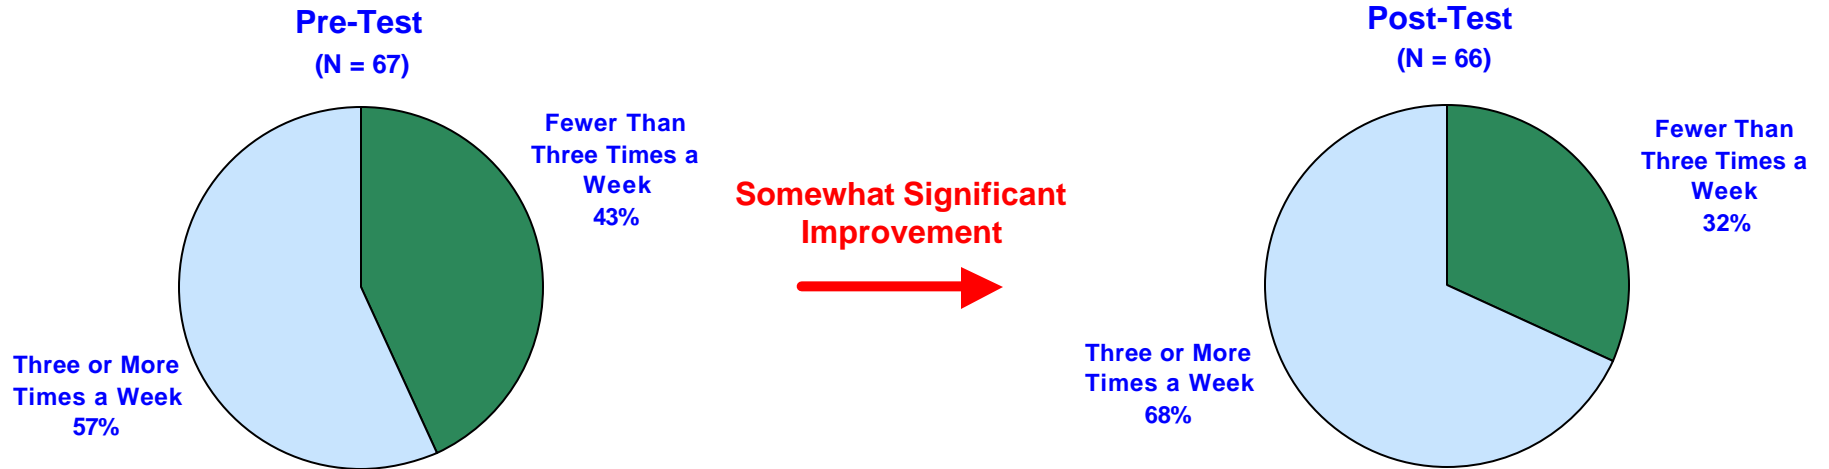 Pre-Test
(N = 67)
Fewer Than
Three Times a
Week
43%
Three or More
Times a Week
57%
Somewhat Significant
Improvement
Post-Test
(N = 66)
Fewer Than
Three Times a
Week
32%
Three or More
Times a Week
68%